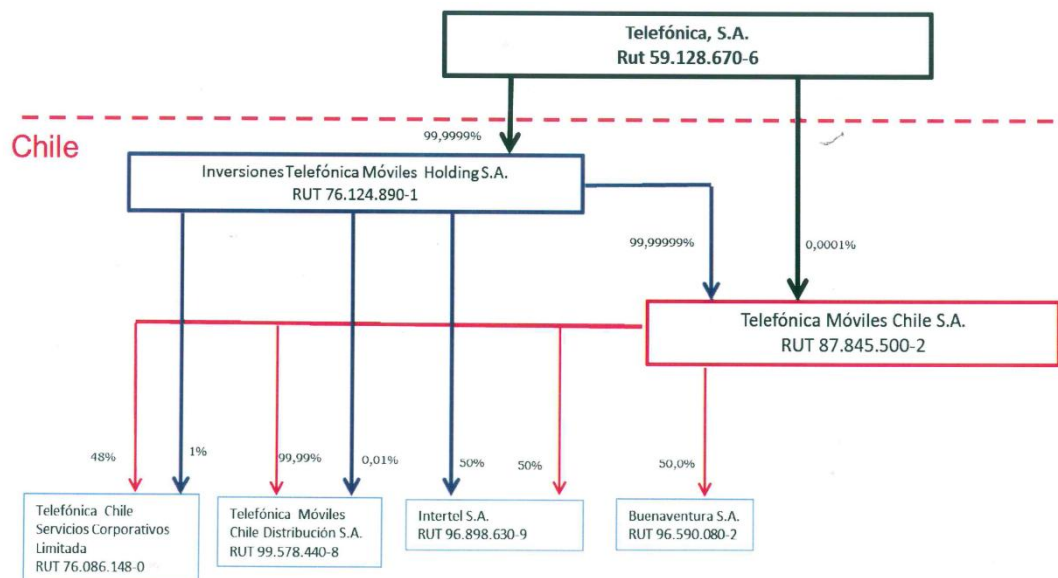 Telefónica, S.A.
Rut 59.128.670-6
Chile
99,9999%
Inversiones Telefónica Móviles Holding S.A.
RUT 76.124.890-1
99,99999%
0,0001%
Telefónica Móviles Chile S.A.
RUT 87.845.500-2
48%
1%
99,99%
0,01%
50%
50%
50,0%
Telefónica Chile
Servicios Corporativos
Limitada
RUT 76.086.148-0
Telefónica Móviles
Chile Distribución S.A.
RUT 99.578.440-8
Intertel S.A.
RUT 96.898.630-9
Buenaventura S.A.
RUT 96.590.080-2